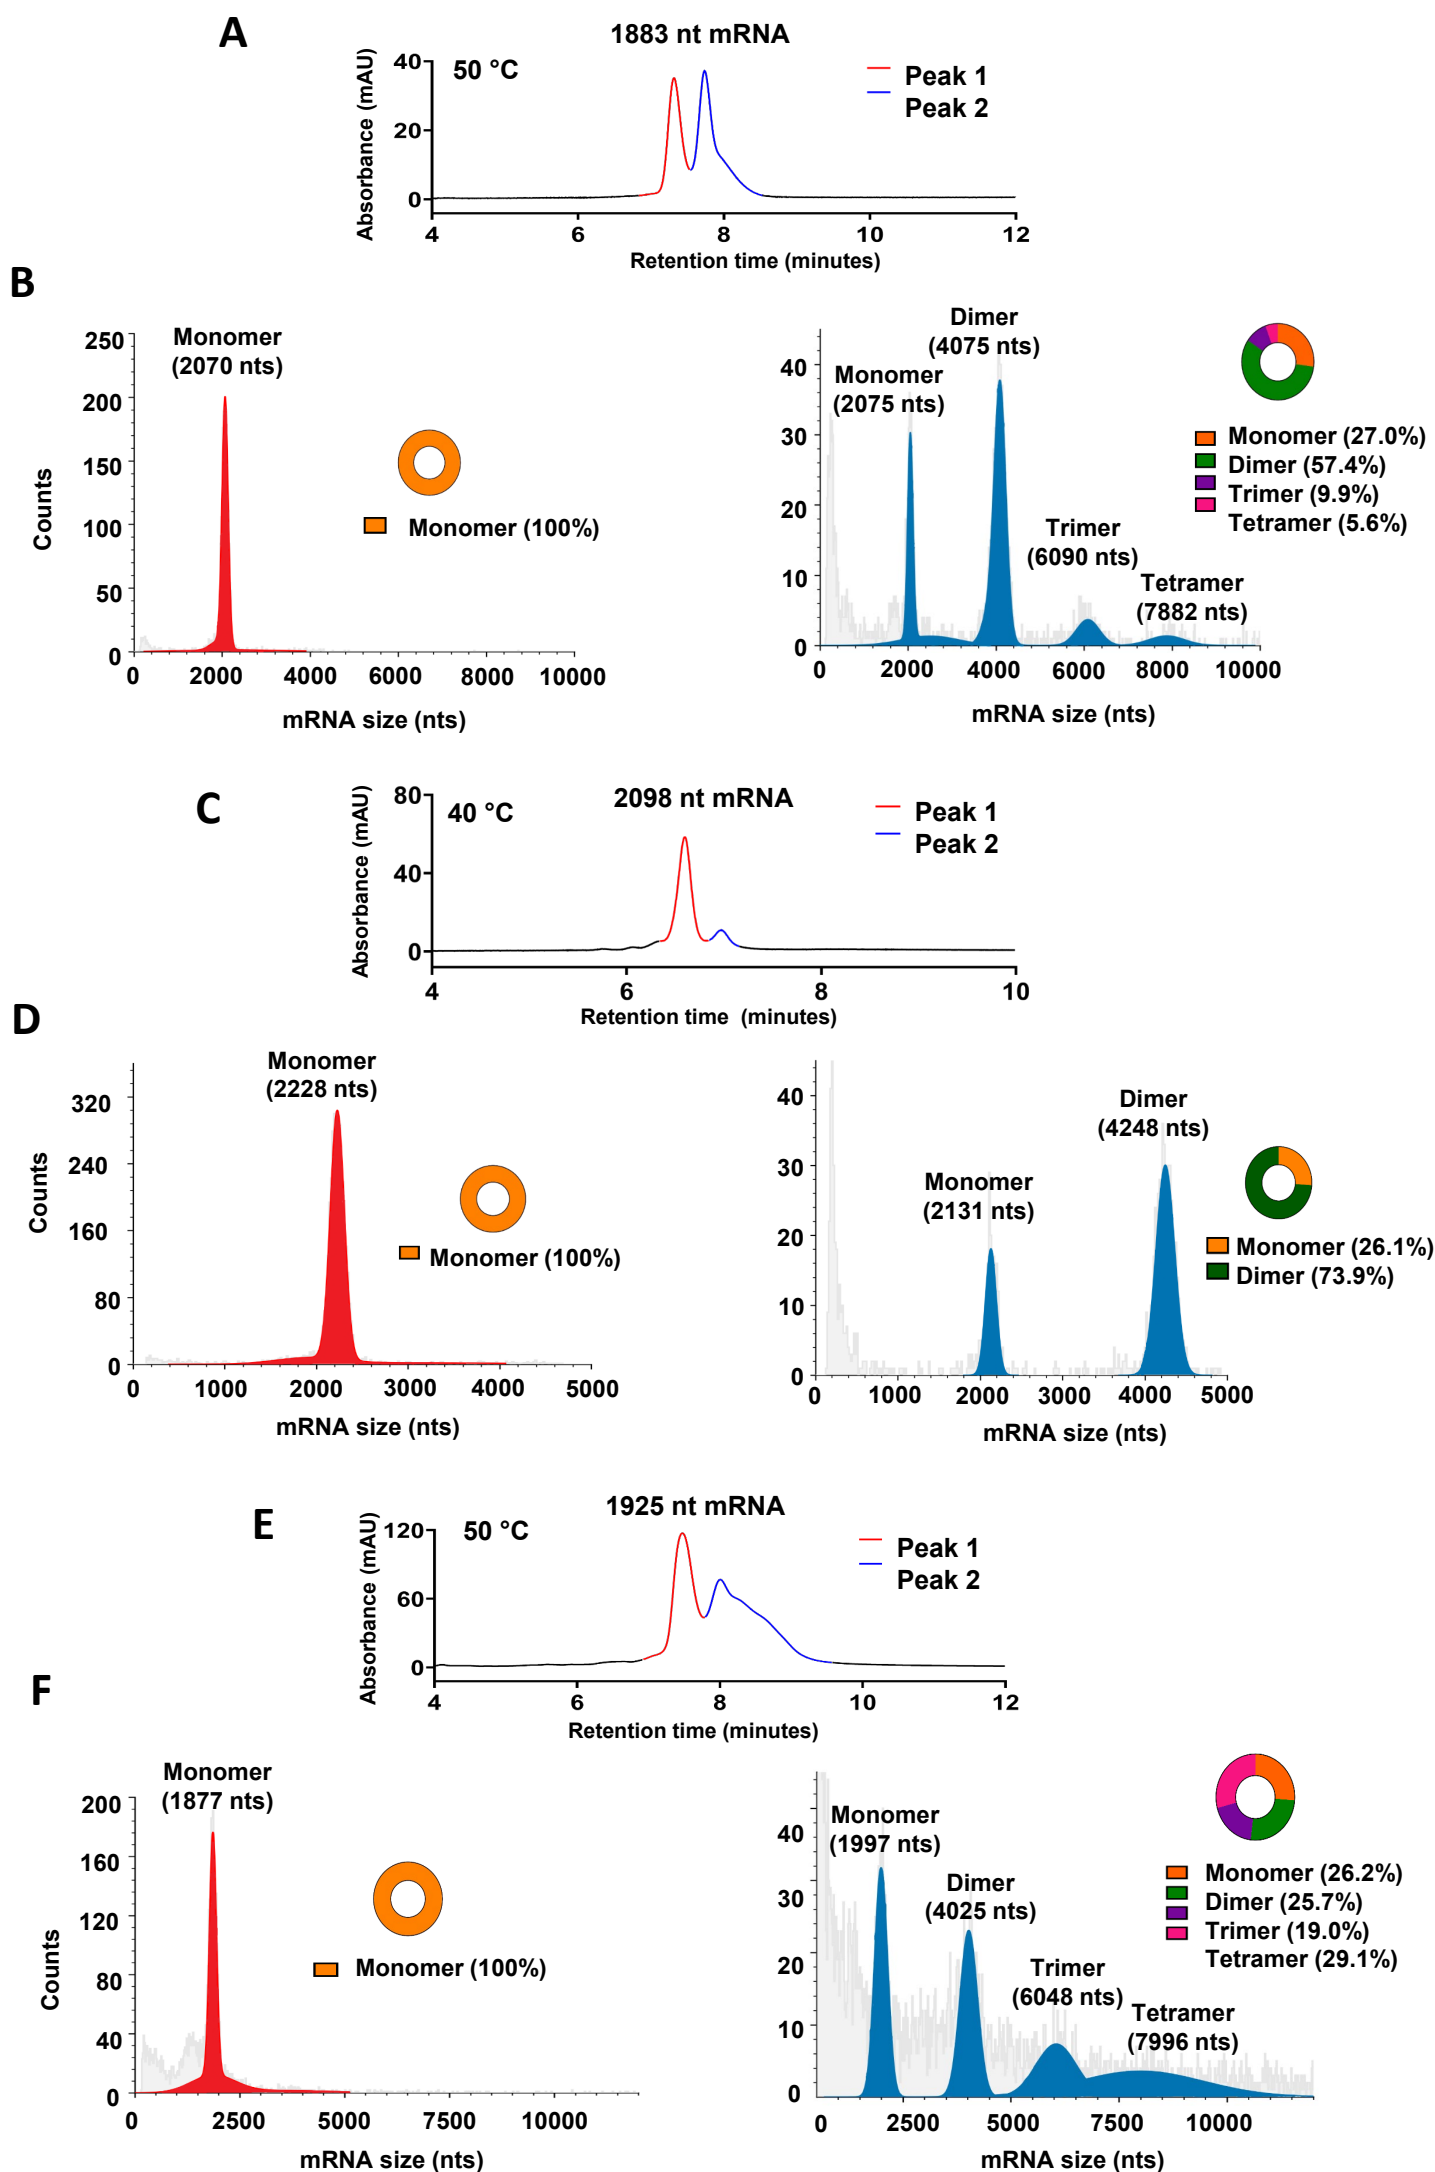 A
1883 nt mRNA
50 °C
Peak 1
Peak 2
Absorbance (mAU)
40
20
0
4 6 8 10 12
Retention time (minutes)
B
Monomer
(2070 nts)
Monomer (100%)
Counts
250
200
150
100
50
0
0 2000 4000 6000 8000 10000
mRNA size (nts)
Dimer
(4075 nts)
Monomer
(2075 nts)
Trimer
(6090 nts)
Tetramer
(7882 nts)
Monomer (27.0%)
Dimer (57.4%)
Trimer (9.9%)
Tetramer (5.6%)
40
30
20
10
0
0 2000 4000 6000 8000 10000
mRNA size (nts)
C
2098 nt mRNA
40 °C
Peak 1
Peak 2
Absorbance (mAU)
80
40
0
4 6 8 10
Retention time (minutes)
D
Monomer
(2228 nts)
Monomer (100%)
Counts
320
240
160
80
0
0 1000 2000 3000 4000 5000
mRNA size (nts)
Dimer
(4248 nts)
Monomer
(2131 nts)
Monomer (26.1%)
Dimer (73.9%)
40
30
20
10
0
0 1000 2000 3000 4000 5000
mRNA size (nts)
E
1925 nt mRNA
50 °C
Peak 1
Peak 2
Absorbance (mAU)
120
60
0
4 6 8 10 12
Retention time (minutes)
F
Monomer
(1877 nts)
Monomer (100%)
Counts
200
160
120
80
40
0
0 2500 5000 7500 10000
mRNA size (nts)
Monomer
(1997 nts)
Dimer
(4025 nts)
Trimer
(6048 nts)
Tetramer
(7996 nts)
Monomer (26.2%)
Dimer (25.7%)
Trimer (19.0%)
Tetramer (29.1%)
40
30
20
10
0
0 2500 5000 7500 10000
mRNA size (nts)